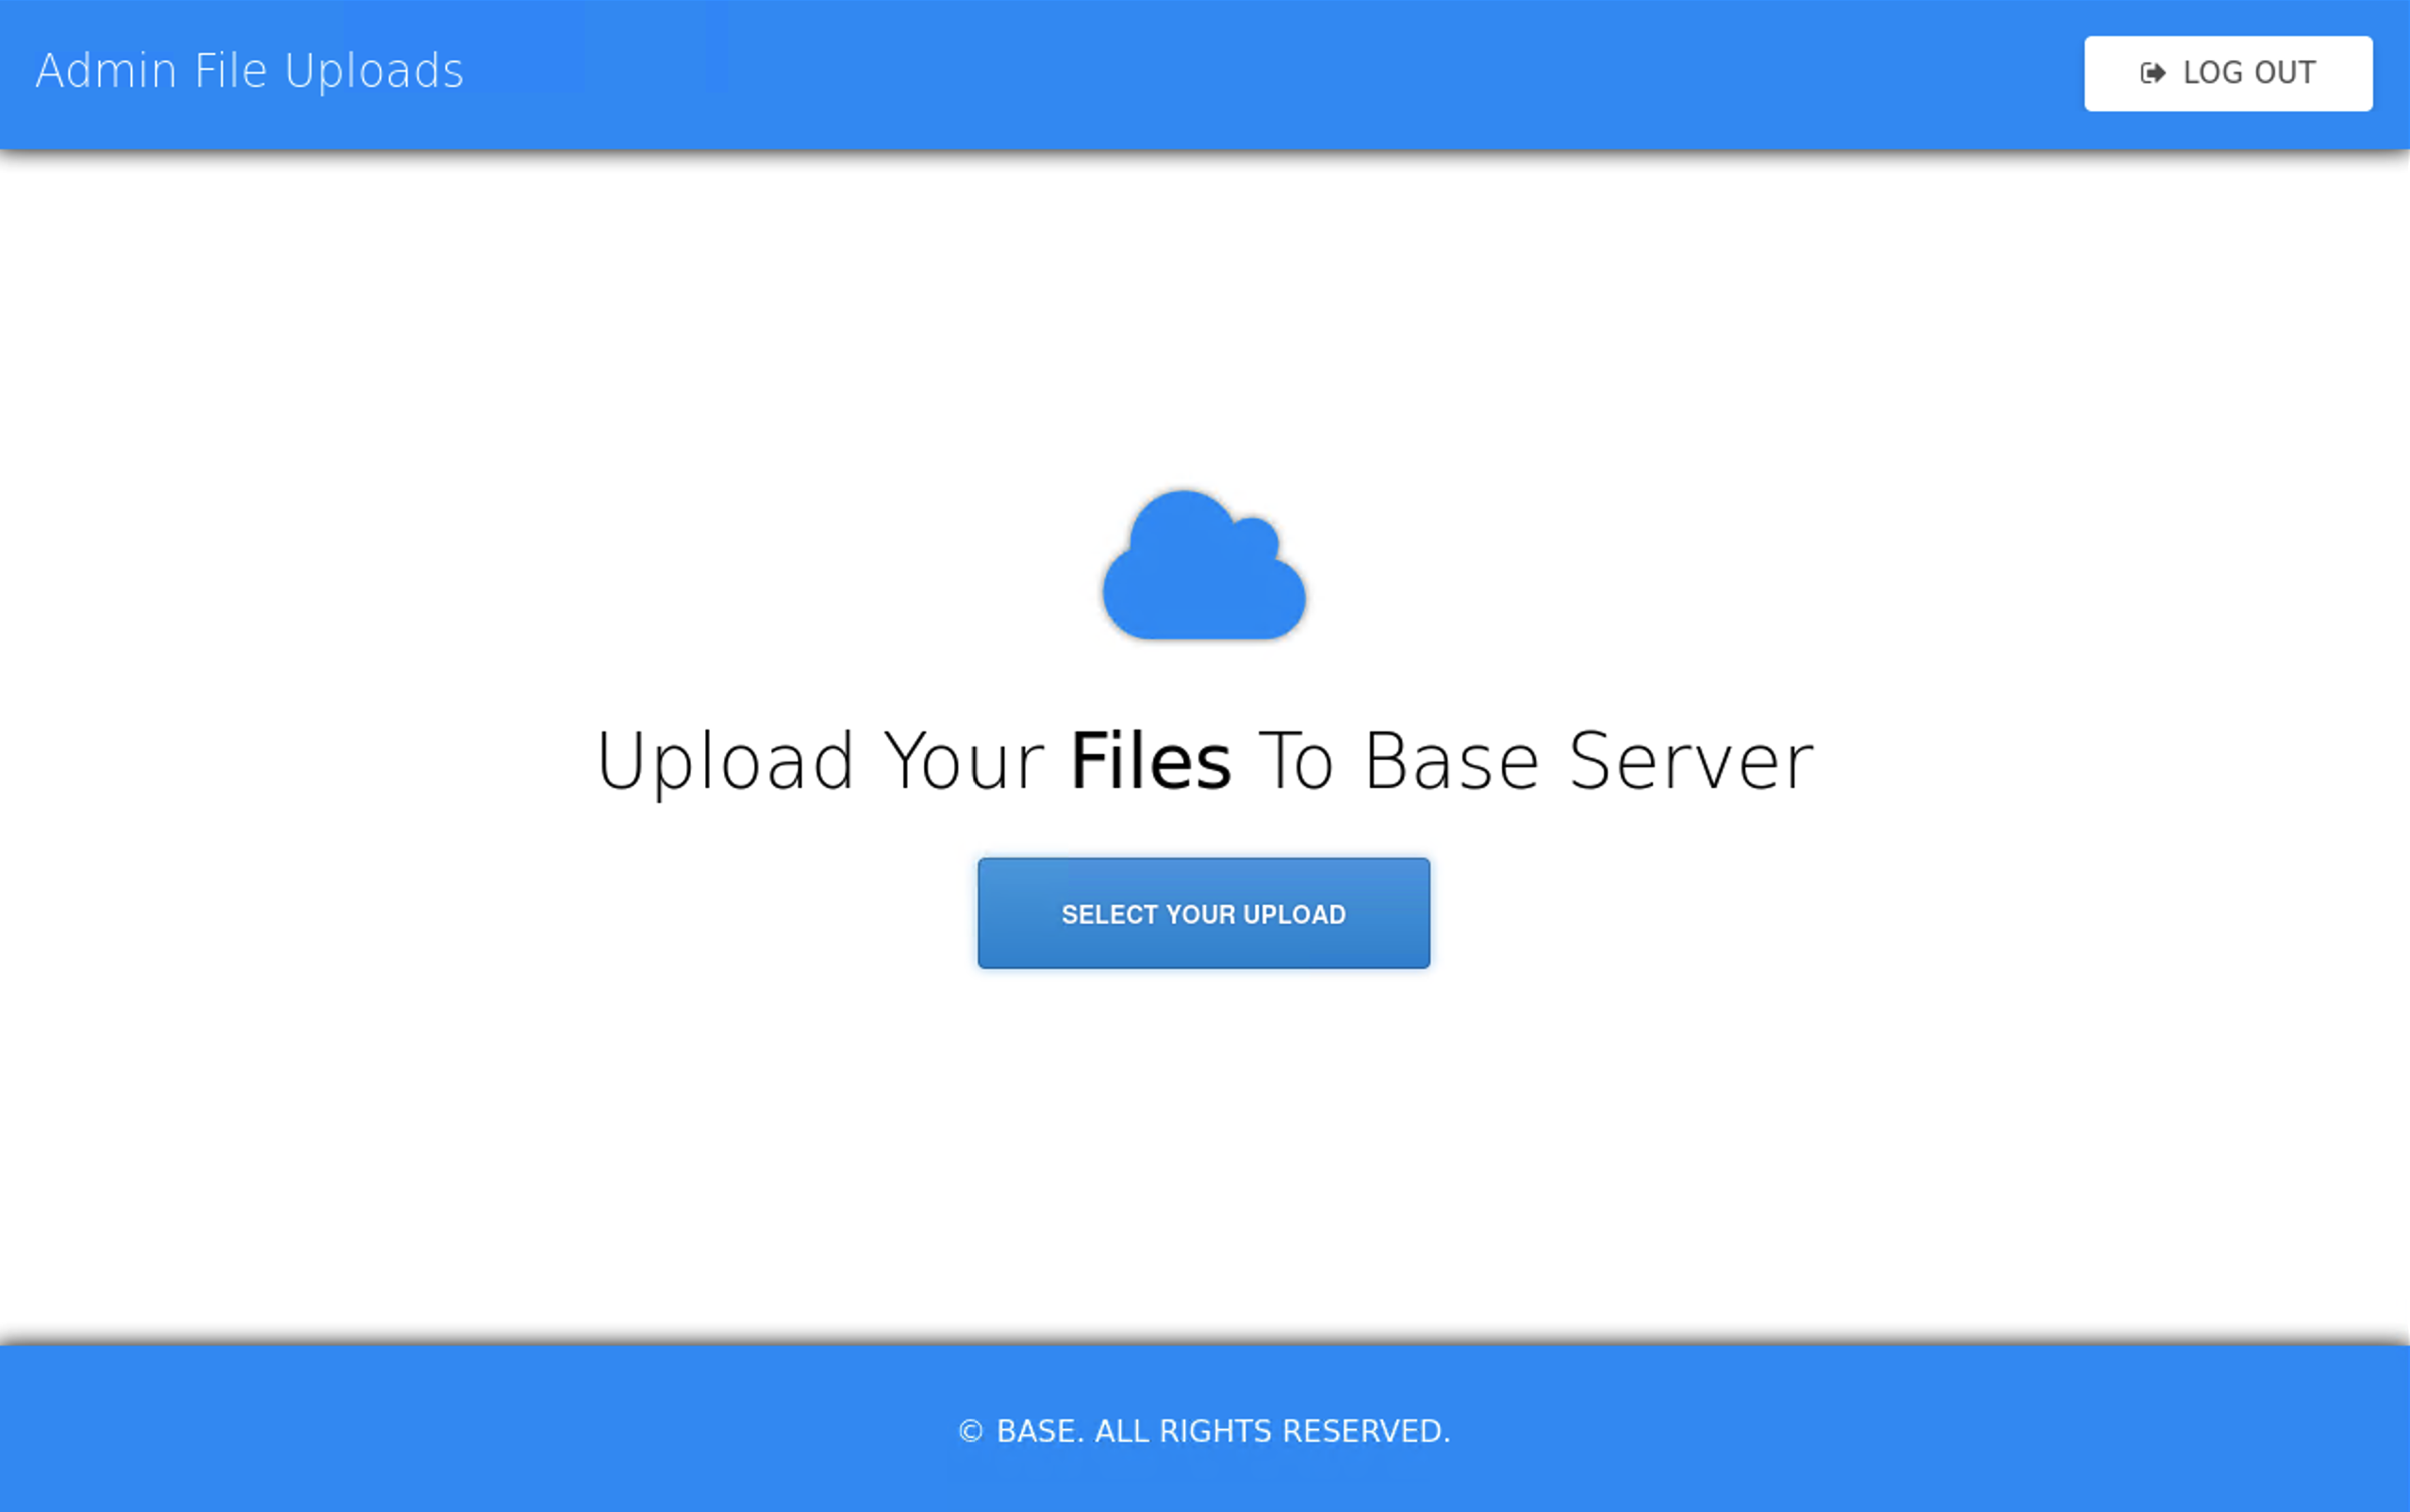 Admin File Uploads
LOG OUT
Upload Your Files To Base Server
SELECT YOUR UPLOAD
© BASE. ALL RIGHTS RESERVED.